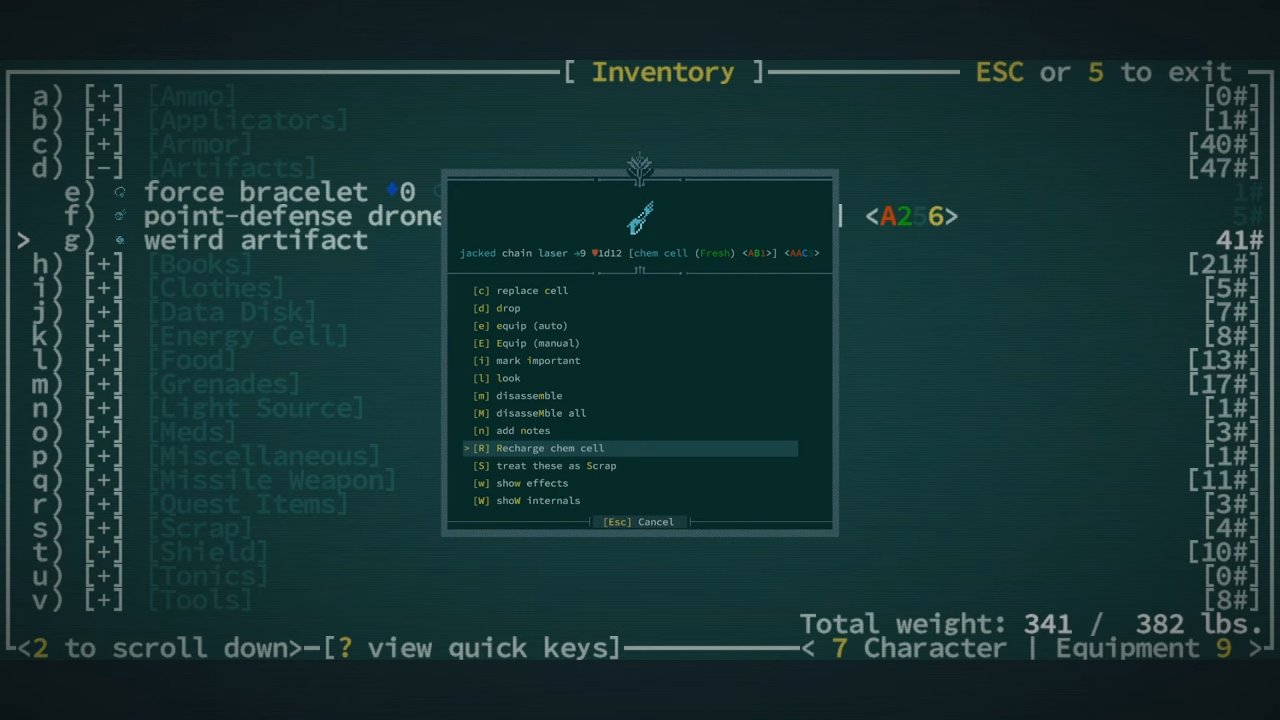 [ Inventory ] ESC or 5 to exit
a) [+] [Ammo] [0#]
b) [+] [Applicators] [1#]
c) [+] [Armor] [40#]
d) [-] [Artifacts] [47#]
e) force bracelet ♦0 1#
f) point-defense drone ] <A256> 5#
> g) weird artifact 41#
h) [+] [Books] [21#]
i) [+] [Clothes] [5#]
j) [+] [Data Disk] [7#]
k) [+] [Energy Cell] [8#]
l) [+] [Food] [13#]
m) [+] [Grenades] [17#]
n) [+] [Light Source] [1#]
o) [+] [Meds] [3#]
p) [+] [Miscellaneous] [1#]
q) [+] [Missile Weapon] [11#]
r) [+] [Quest Items] [3#]
s) [+] [Scrap] [4#]
t) [+] [Shield] [10#]
u) [+] [Tonics] [0#]
v) [+] [Tools] [8#]
Total weight: 341 / 382 lbs.
<2 to scroll down> [? view quick keys] < 7 Character | Equipment 9 >
jacked chain laser →9 ♥1d12 [chem cell (Fresh) <AB1>] <AAC5>
[c] replace cell
[d] drop
[e] equip (auto)
[E] Equip (manual)
[i] mark important
[l] look
[m] disassemble
[M] disasseMble all
[n] add notes
> [R] Recharge chem cell
[S] treat these as Scrap
[w] show effects
[W] shoW internals
[Esc] Cancel